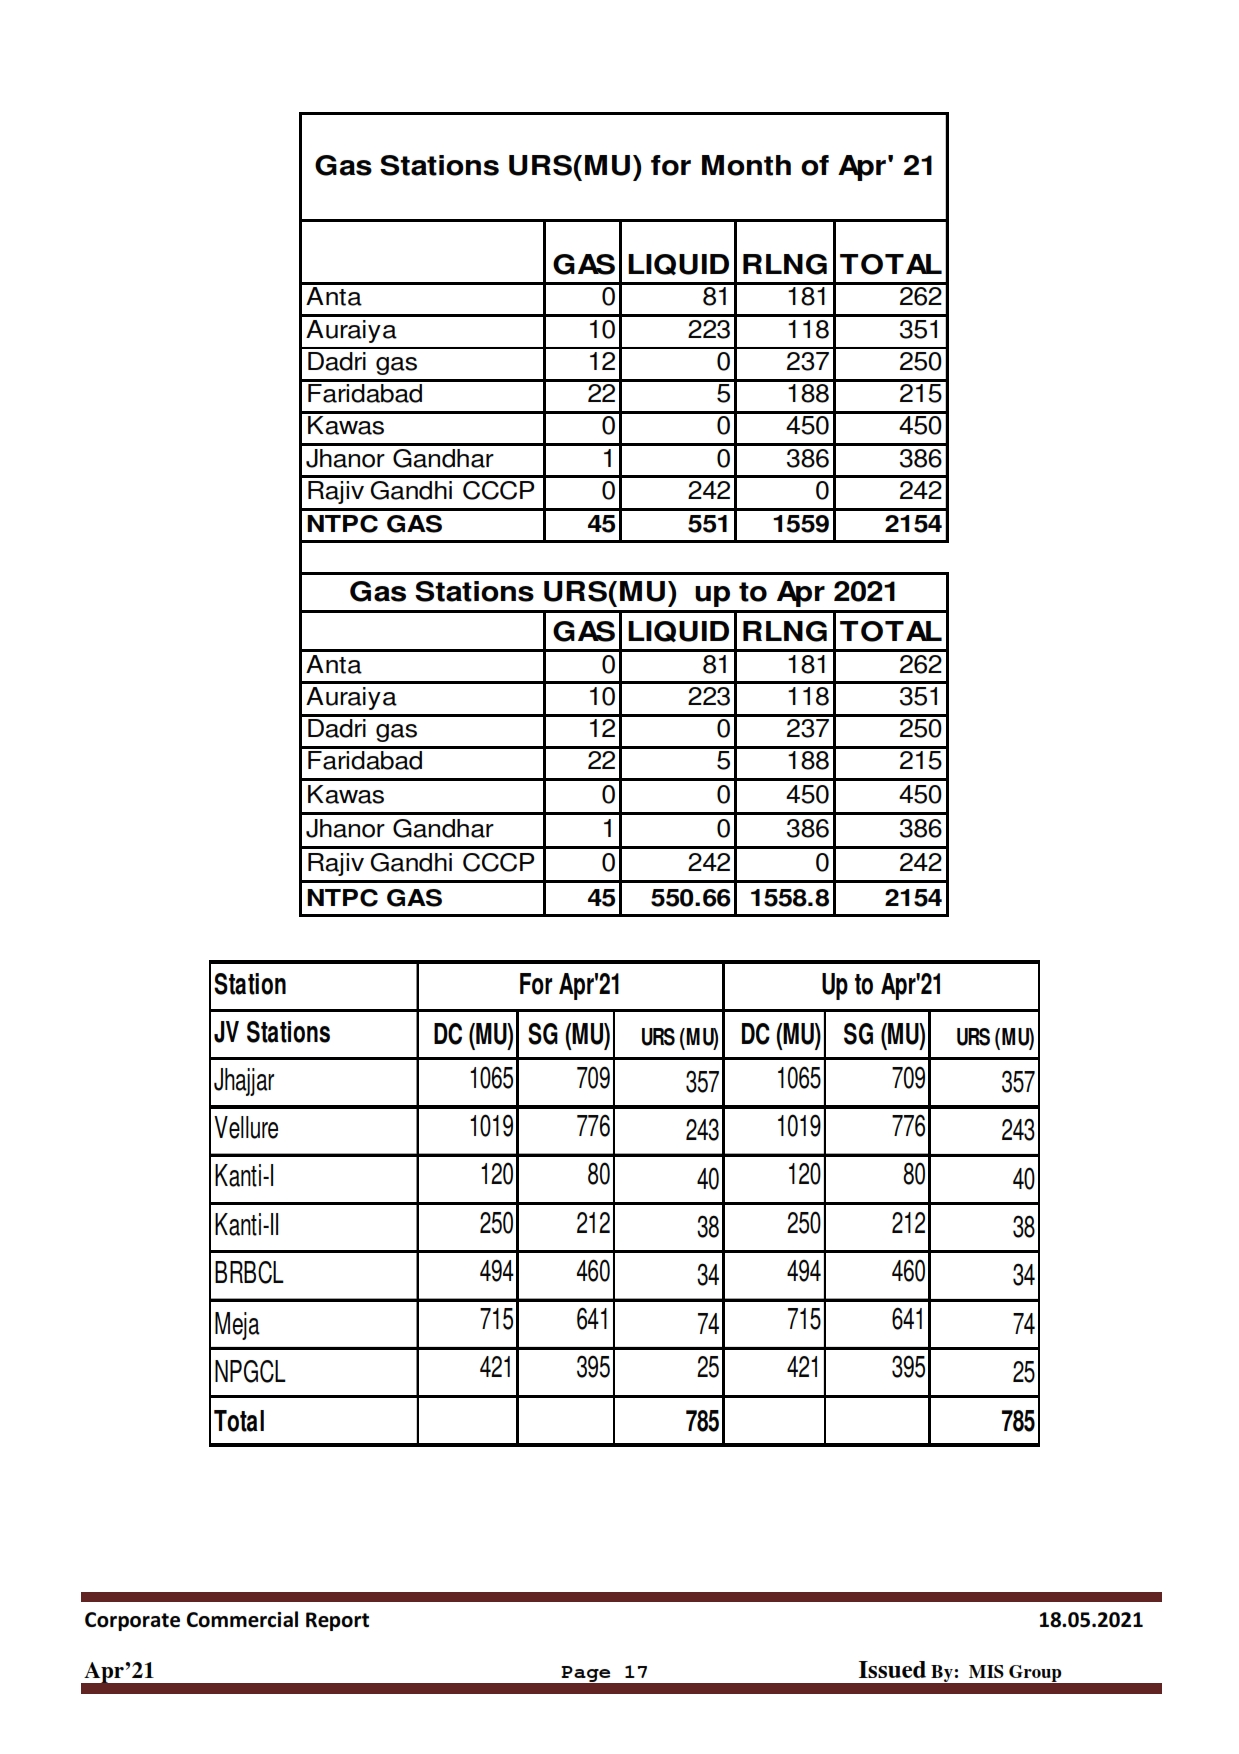 Gas Stations URS(MU) for Month of Apr' 21
GAS LIQUID RLNG TOTAL
Anta 0 81 181 262
Auraiya 10 223 118 351
Dadri gas 12 0 237 250
Faridabad 22 5 188 215
Kawas 0 0 450 450
Jhanor Gandhar 1 0 386 386
Rajiv Gandhi CCCP 0 242 0 242
NTPC GAS 45 551 1559 2154
Gas Stations URS(MU) up to Apr 2021
GAS LIQUID RLNG TOTAL
Anta 0 81 181 262
Auraiya 10 223 118 351
Dadri gas 12 0 237 250
Faridabad 22 5 188 215
Kawas 0 0 450 450
Jhanor Gandhar 1 0 386 386
Rajiv Gandhi CCCP 0 242 0 242
NTPC GAS 45 550.66 1558.8 2154
Station For Apr'21 Up to Apr'21
JV Stations DC (MU) SG (MU) URS (MU) DC (MU) SG (MU) URS (MU)
Jhajjar 1065 709 357 1065 709 357
Vellure 1019 776 243 1019 776 243
Kanti-I 120 80 40 120 80 40
Kanti-II 250 212 38 250 212 38
BRBCL 494 460 34 494 460 34
Meja 715 641 74 715 641 74
NPGCL 421 395 25 421 395 25
Total 785 785
Corporate Commercial Report 18.05.2021
Apr’21 Page 17 Issued By: MIS Group